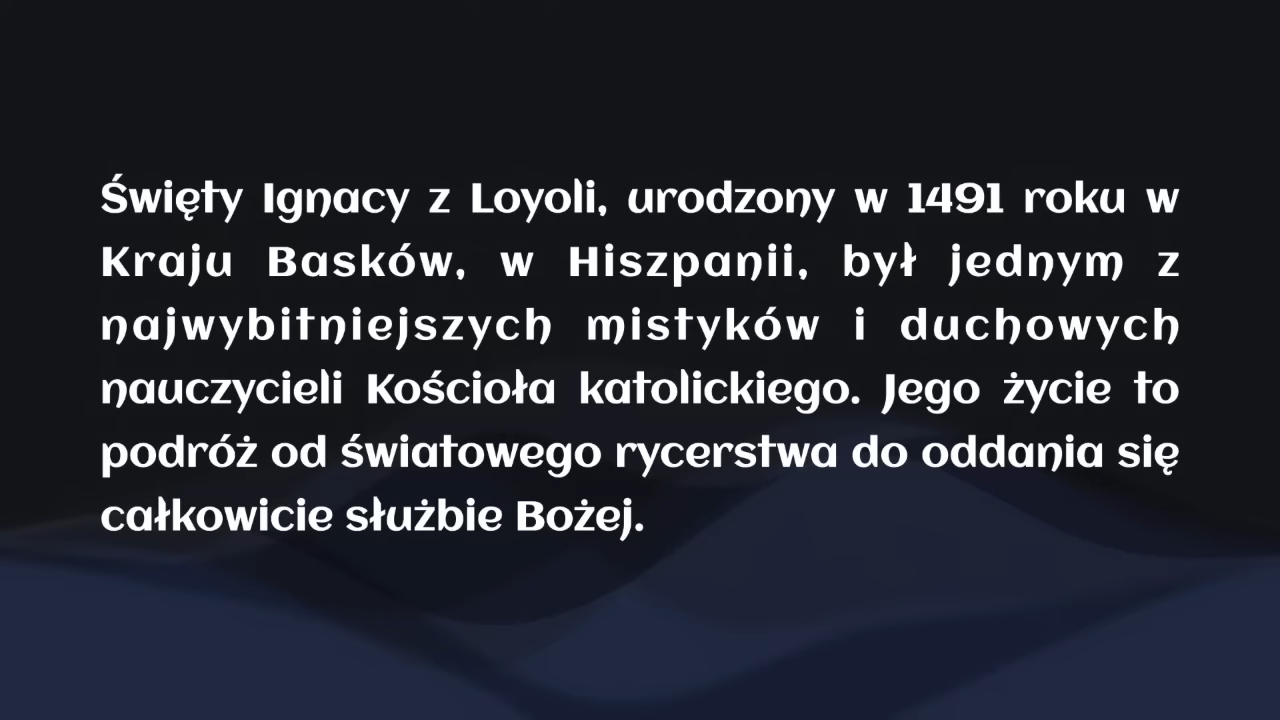 Święty Ignacy z Loyoli, urodzony w 1491 roku w
Kraju Basków, w Hiszpanii, był jednym z
najwybitniejszych mistyków i duchowych
nauczycieli Kościoła katolickiego. Jego życie to
podróż od światowego rycerstwa do oddania się
całkowicie służbie Bożej.